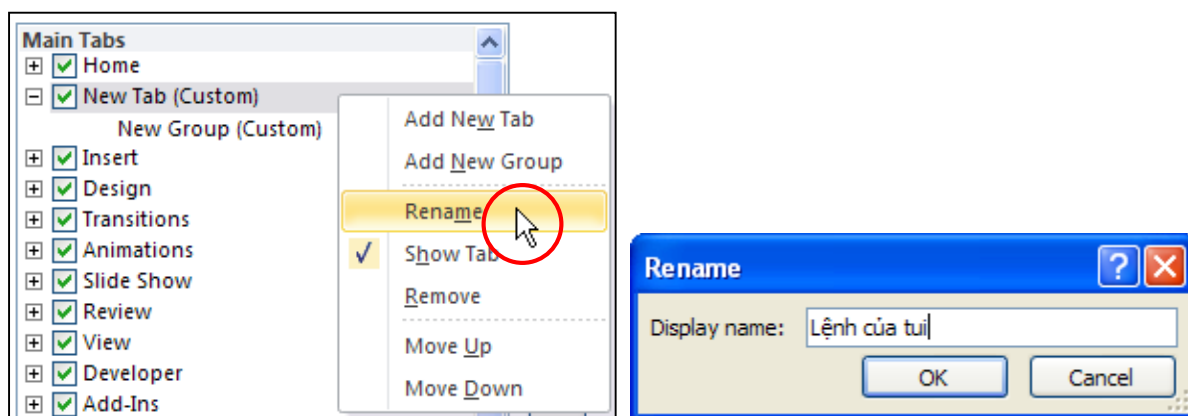 Main Tabs
Home
New Tab (Custom)
New Group (Custom)
Insert
Design
Transitions
Animations
Slide Show
Review
View
Developer
Add-Ins
Add New Tab
Add New Group
Rename
Show Tab
Remove
Move Up
Move Down
Rename
Display name: Lệnh của tui
OK Cancel